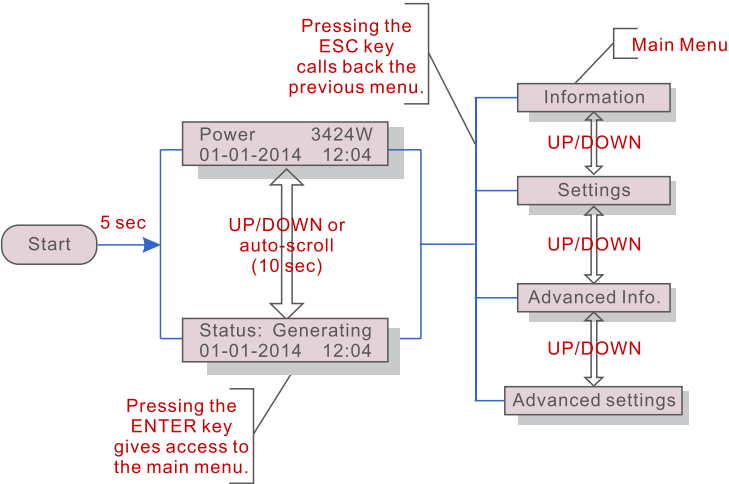 Pressing the
ESC key
calls back the
previous menu.
Main Menu
Information
UP/DOWN
Settings
UP/DOWN
Advanced Info.
UP/DOWN
Advanced settings
Power 3424W
01-01-2014 12:04
5 sec
Start
UP/DOWN or
auto-scroll
(10 sec)
Status: Generating
01-01-2014 12:04
Pressing the
ENTER key
gives access to
the main menu.